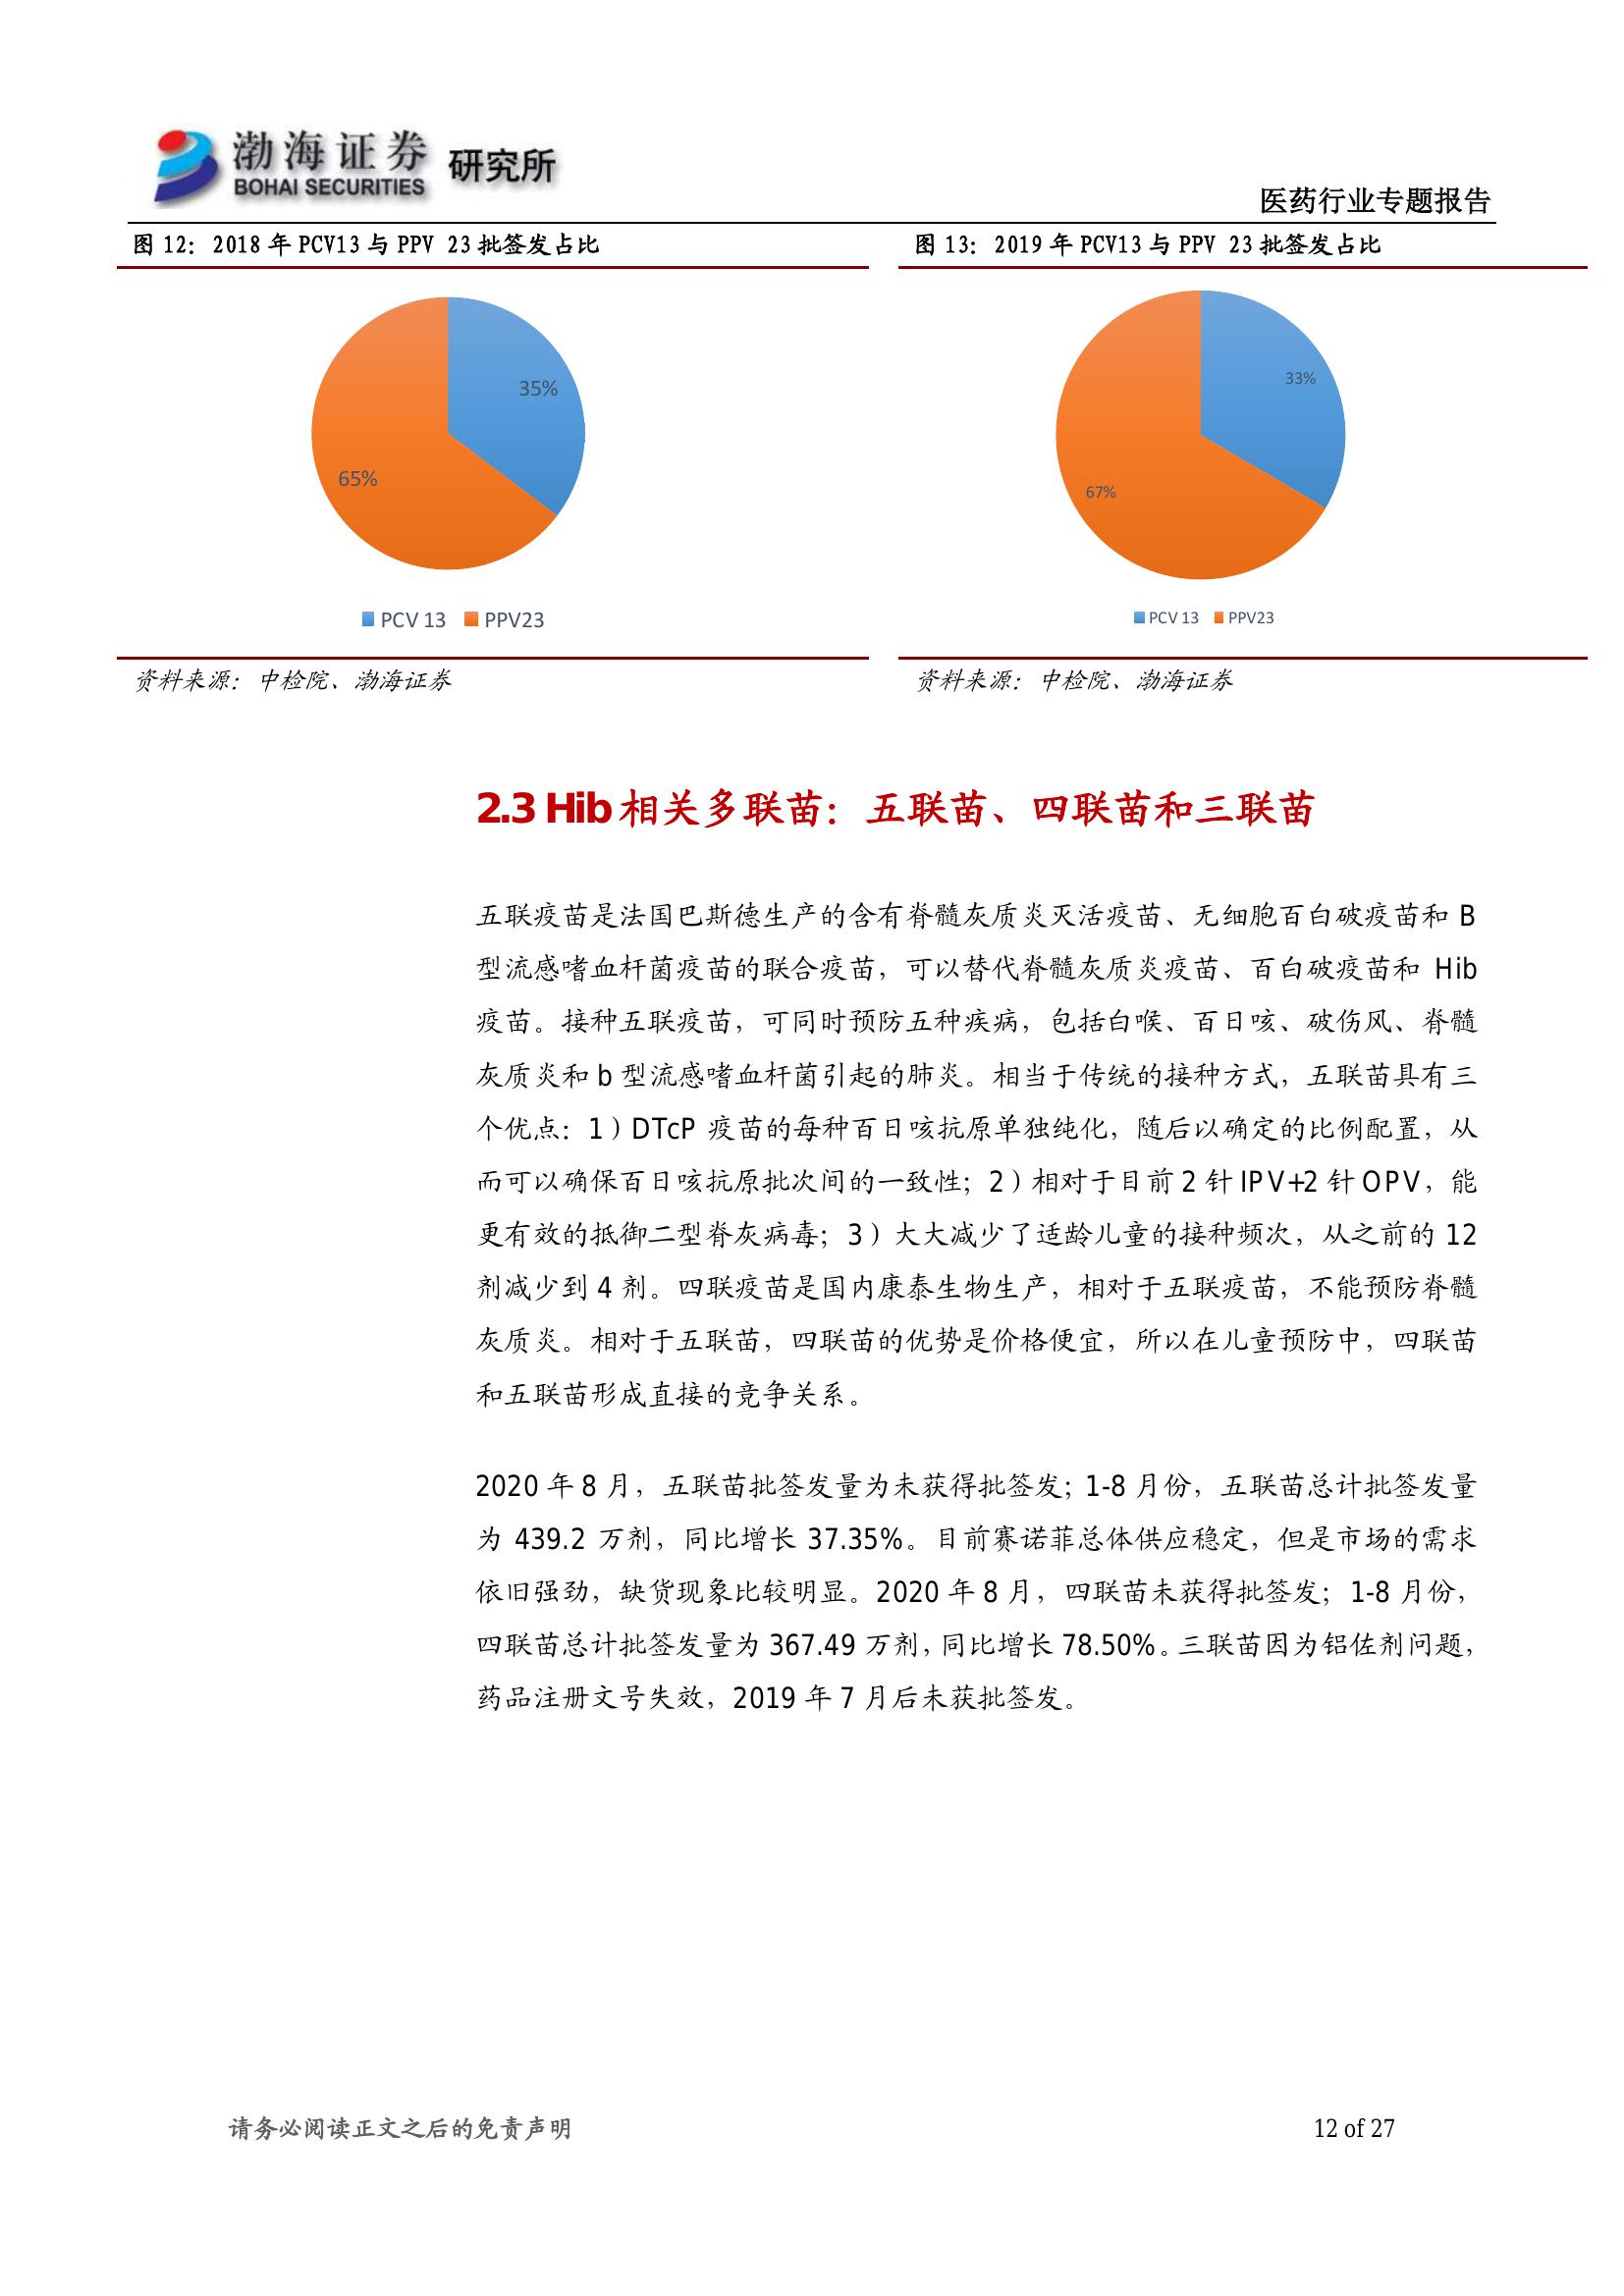 渤海证券 研究所
BOHAI SECURITIES
医药行业专题报告
图 12：2018 年 PCV13 与 PPV 23 批签发占比
图 13：2019 年 PCV13 与 PPV 23 批签发占比
35%
65%
PCV 13 PPV23
33%
67%
PCV 13 PPV23
资料来源：中检院、渤海证券
资料来源：中检院、渤海证券
2.3 Hib 相关多联苗：五联苗、四联苗和三联苗
五联疫苗是法国巴斯德生产的含有脊髓灰质炎灭活疫苗、无细胞百白破疫苗和 B
型流感嗜血杆菌疫苗的联合疫苗，可以替代脊髓灰质炎疫苗、百白破疫苗和 Hib
疫苗。接种五联疫苗，可同时预防五种疾病，包括白喉、百日咳、破伤风、脊髓
灰质炎和 b 型流感嗜血杆菌引起的肺炎。相当于传统的接种方式，五联苗具有三
个优点：1）DTcP 疫苗的每种百日咳抗原单独纯化，随后以确定的比例配置，从
而可以确保百日咳抗原批次间的一致性；2）相对于目前 2 针 IPV+2 针 OPV，能
更有效的抵御二型脊灰病毒；3）大大减少了适龄儿童的接种频次，从之前的 12
剂减少到 4 剂。四联疫苗是国内康泰生物生产，相对于五联疫苗，不能预防脊髓
灰质炎。相对于五联苗，四联苗的优势是价格便宜，所以在儿童预防中，四联苗
和五联苗形成直接的竞争关系。
2020 年 8 月，五联苗批签发量为未获得批签发；1-8 月份，五联苗总计批签发量
为 439.2 万剂，同比增长 37.35%。目前赛诺菲总体供应稳定，但是市场的需求
依旧强劲，缺货现象比较明显。2020 年 8 月，四联苗未获得批签发；1-8 月份，
四联苗总计批签发量为 367.49 万剂，同比增长 78.50%。三联苗因为铝佐剂问题，
药品注册文号失效，2019 年 7 月后未获批签发。
请务必阅读正文之后的免责声明
12 of 27